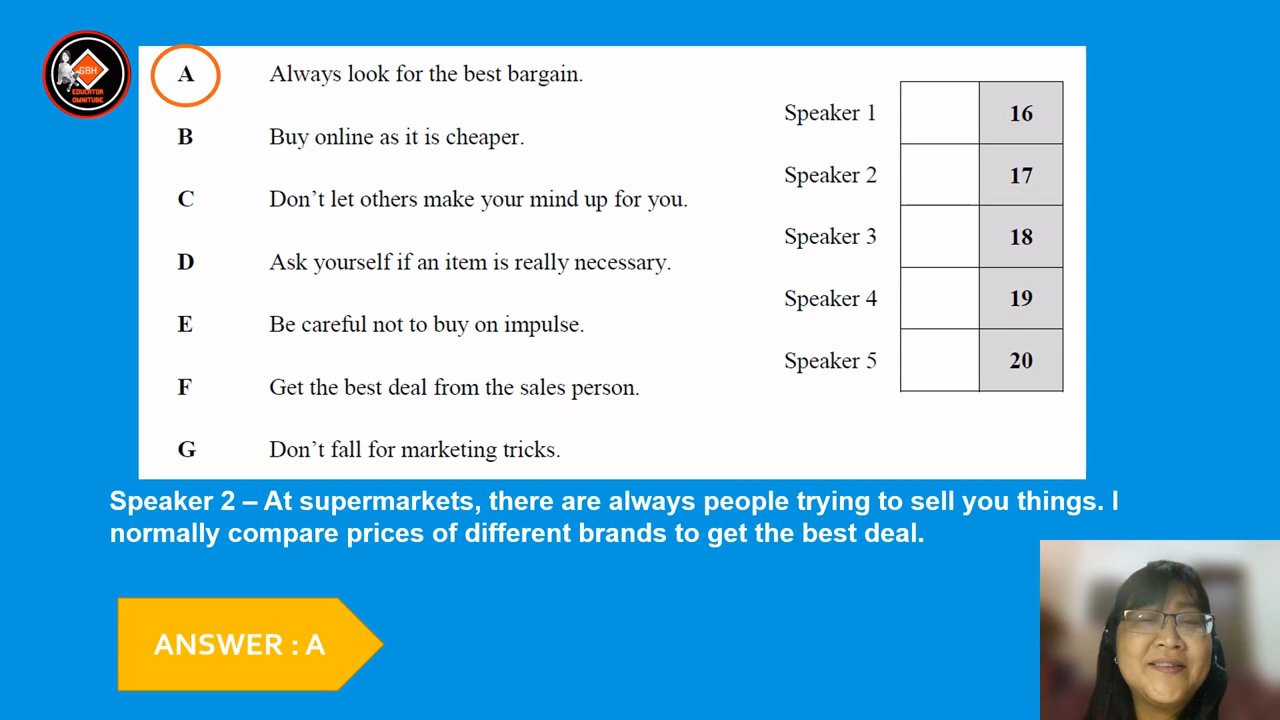 GBH
EDUCATOR
OMNITUBE
A Always look for the best bargain.
B Buy online as it is cheaper.
C Don't let others make your mind up for you.
D Ask yourself if an item is really necessary.
E Be careful not to buy on impulse.
F Get the best deal from the sales person.
G Don't fall for marketing tricks.
Speaker 1 16
Speaker 2 17
Speaker 3 18
Speaker 4 19
Speaker 5 20
Speaker 2 – At supermarkets, there are always people trying to sell you things. I
normally compare prices of different brands to get the best deal.
ANSWER : A